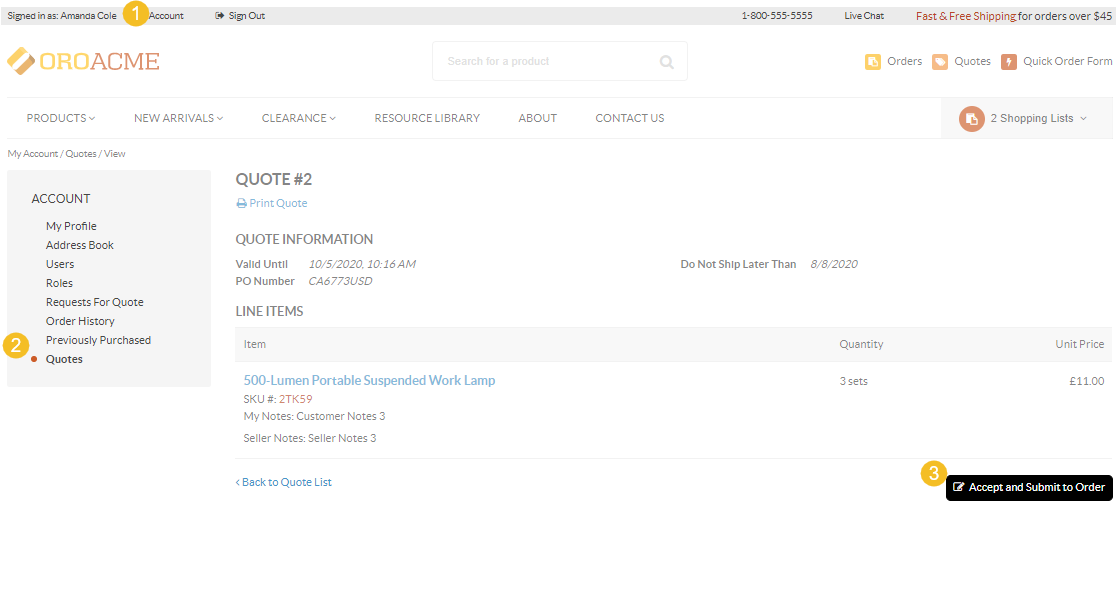 Signed in as: Amanda Cole 1 Account Sign Out 1-800-555-5555 Live Chat Fast & Free Shipping for orders over $45
OROACME Search for a product Orders Quotes Quick Order Form
PRODUCTS NEW ARRIVALS CLEARANCE RESOURCE LIBRARY ABOUT CONTACT US 2 Shopping Lists
My Account / Quotes / View
ACCOUNT
My Profile
Address Book
Users
Roles
Requests For Quote
Order History
Previously Purchased
2 Quotes
QUOTE #2
Print Quote
QUOTE INFORMATION
Valid Until 10/5/2020, 10:16 AM Do Not Ship Later Than 8/8/2020
PO Number CA6773USD
LINE ITEMS
Item Quantity Unit Price
500-Lumen Portable Suspended Work Lamp 3 sets £11.00
SKU #: 2TK59
My Notes: Customer Notes 3
Seller Notes: Seller Notes 3
‹ Back to Quote List 3 Accept and Submit to Order